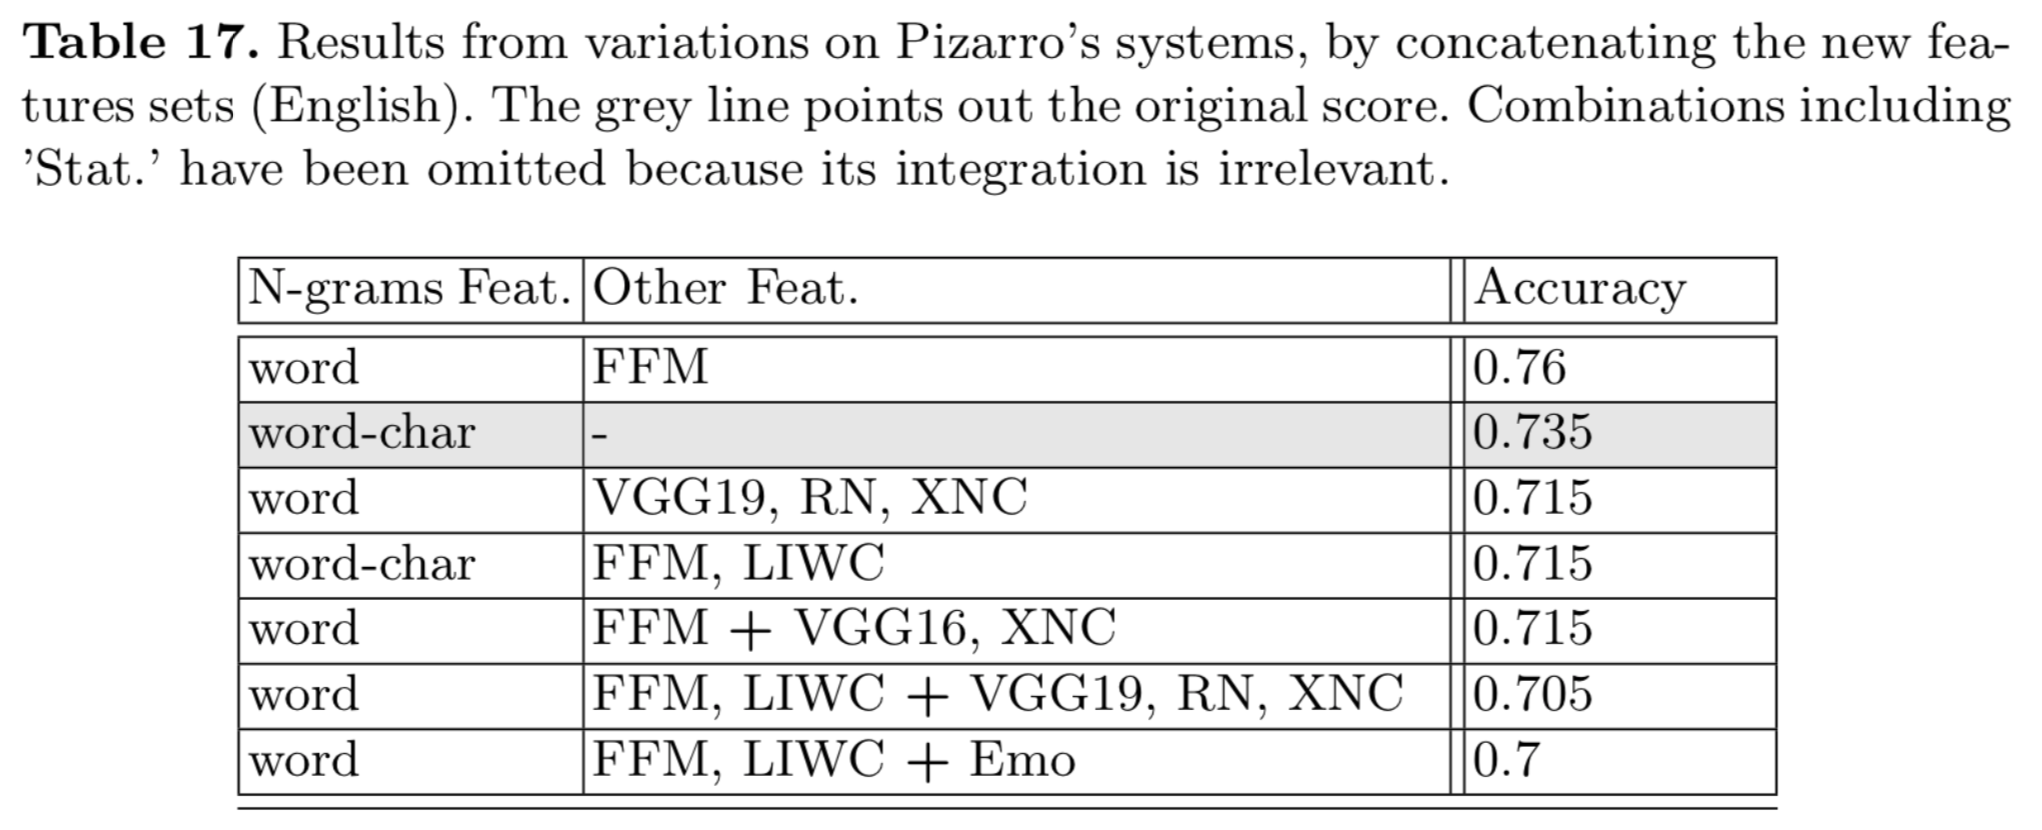 Table 17. Results from variations on Pizarro's systems, by concatenating the new fea-
tures sets (English). The grey line points out the original score. Combinations including
'Stat.' have been omitted because its integration is irrelevant.
N-grams Feat. Other Feat. Accuracy
word FFM 0.76
word-char - 0.735
word VGG19, RN, XNC 0.715
word-char FFM, LIWC 0.715
word FFM + VGG16, XNC 0.715
word FFM, LIWC + VGG19, RN, XNC 0.705
word FFM, LIWC + Emo 0.7